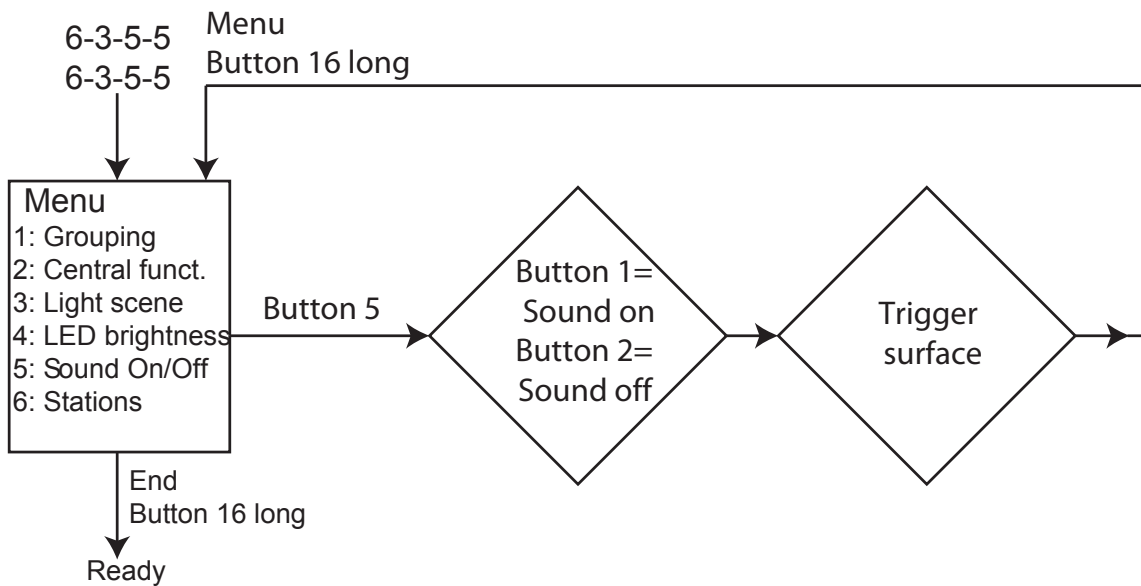 6-3-5-5
6-3-5-5
Menu
Button 16 long
Menu
1: Grouping
2: Central funct.
3: Light scene
4: LED brightness
5: Sound On/Off
6: Stations
Button 5
Button 1=
Sound on
Button 2=
Sound off
Trigger
surface
End
Button 16 long
Ready